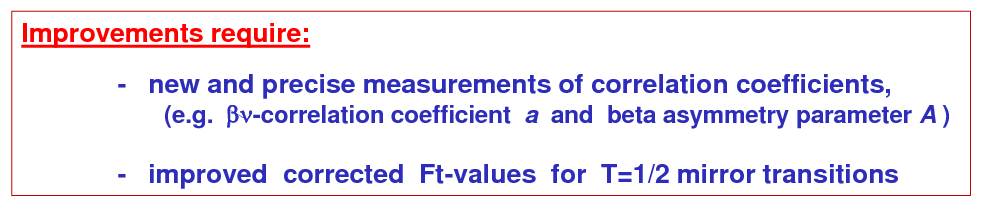 Improvements require:
- new and precise measurements of correlation coefficients,
(e.g. βν-correlation coefficient a and beta asymmetry parameter A )
- improved corrected Ft-values for T=1/2 mirror transitions